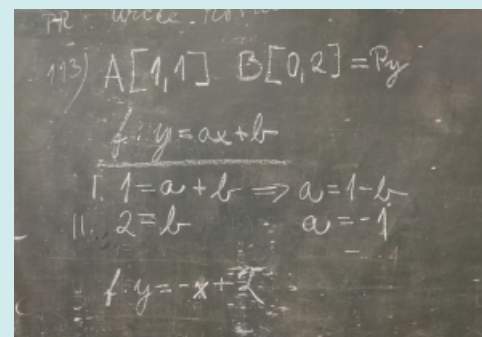 113) A[1,1] B[0,2]=Py
f: y=ax+b
I. 1=a+b ⇒ a=1-b
II. 2=b a=-1
f: y=-x+2